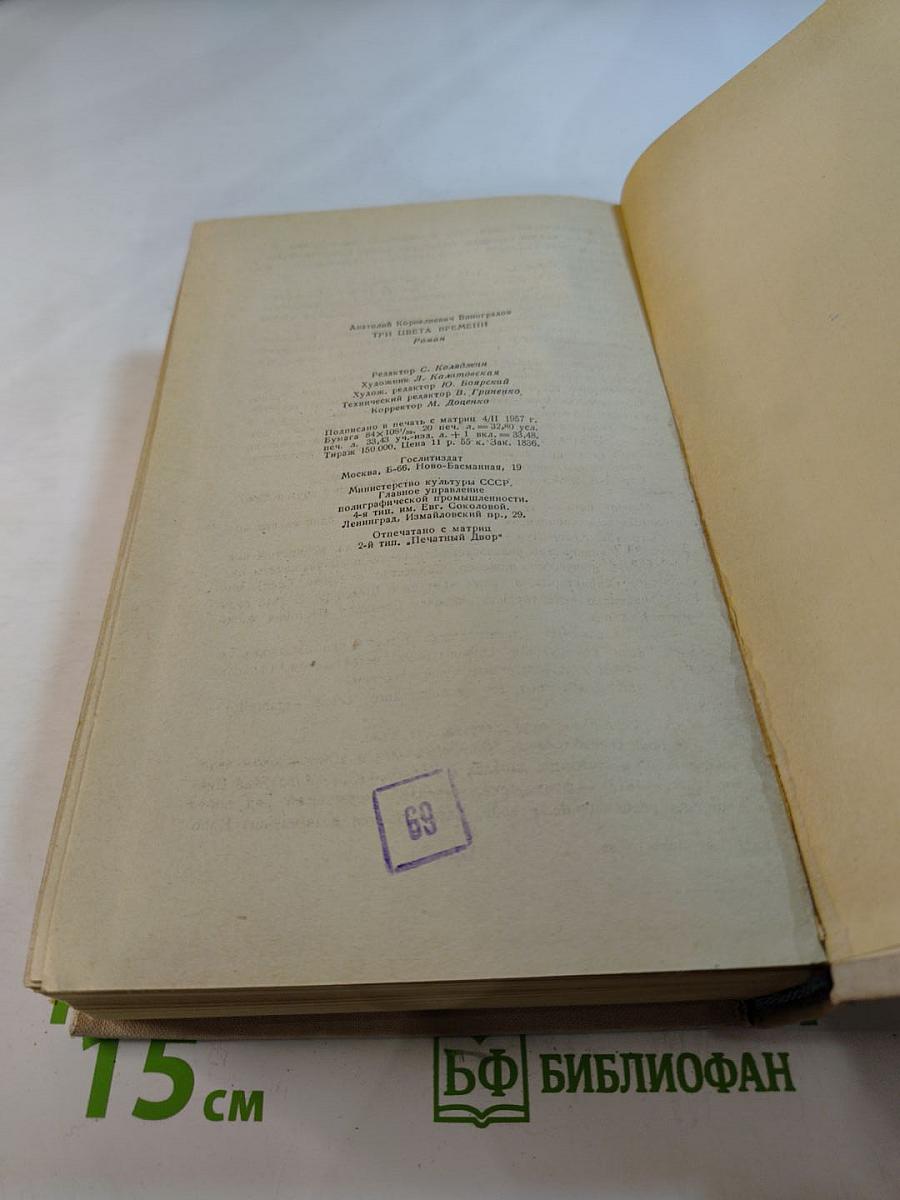 Анатолий Корнелиевич Виноградов
ТРИ ЦВЕТА ВРЕМЕНИ
Роман
Редактор С. Коляджин
Художник Л. Калитовская
Худож. редактор Ю. Боярский
Технический редактор В. Гриненко
Корректор М. Доценко
Подписано в печать с матриц 4/II 1957 г.
Бумага 84×108¹/₃₂. 20 печ. л.=32,80 усл.
печ. л. 33,43 уч.-изд. л. + 1 вкл.=33,48.
Тираж 150 000. Цена 11 р. 55 к. Зак. 1836.
Гослитиздат
Москва, Б-66, Ново-Басманная, 19
Министерство культуры СССР.
Главное управление
полиграфической промышленности.
4-я тип. им. Евг. Соколовой.
Ленинград, Измайловский пр., 29.
Отпечатано с матриц
2-й тип. „Печатный Двор“
69
15 см
БФ БИБЛИОФАН